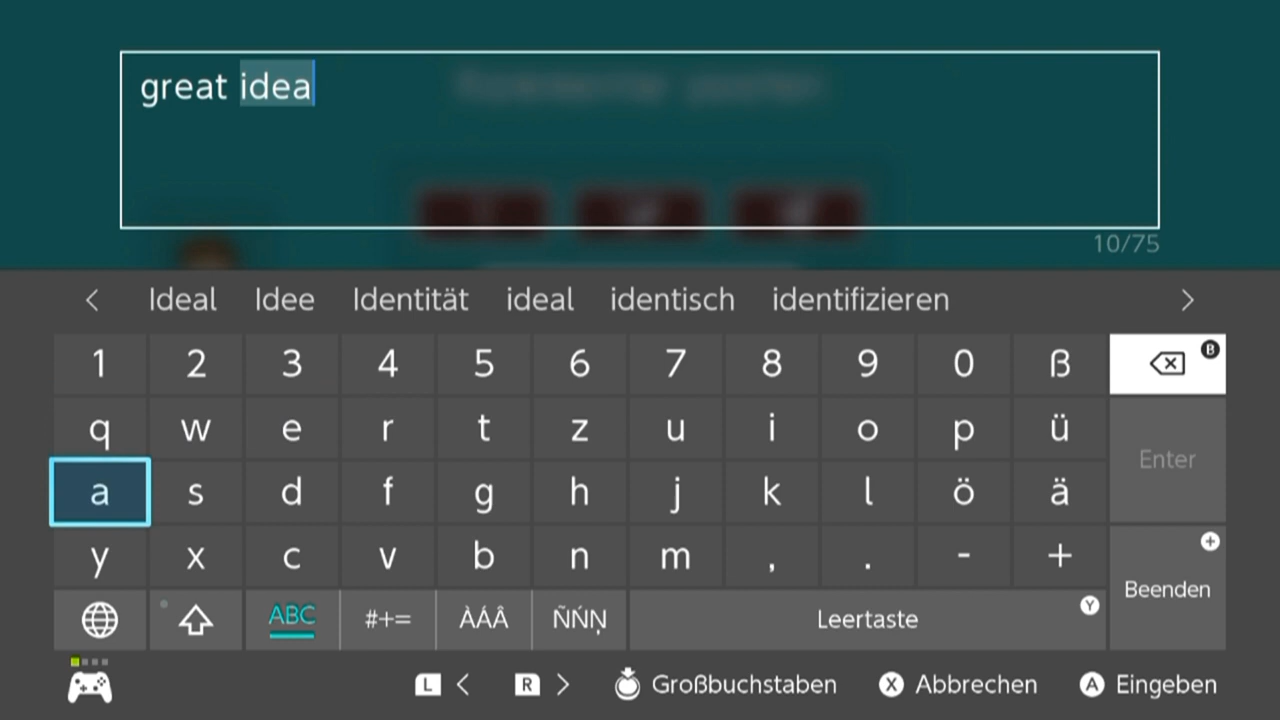 great idea
10/75
< Ideal Idee Identität ideal identisch identifizieren >
1 2 3 4 5 6 7 8 9 0 ß B
q w e r t z u i o p ü
Enter
a s d f g h j k l ö ä
y x c v b n m , . - +
+
Beenden
ABC #+= ÀÁÂ ÑŃŅ Leertaste Y
L < R > Großbuchstaben X Abbrechen A Eingeben